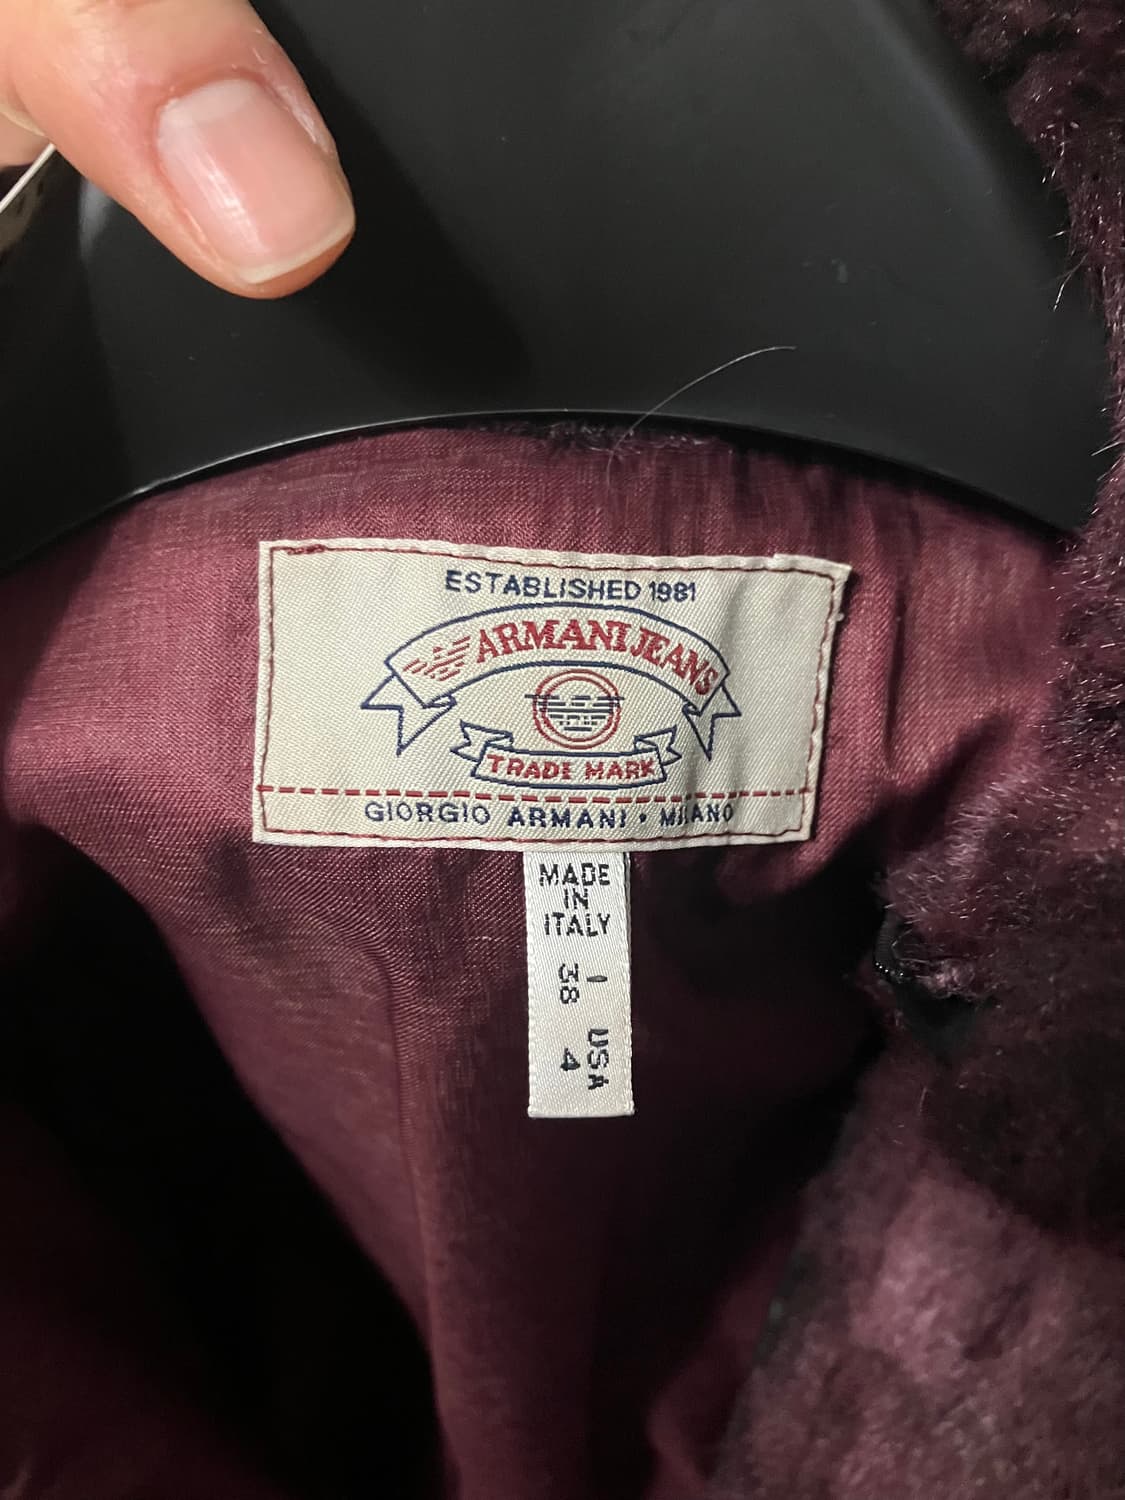 ESTABLISHED 1981
ARMANI JEANS
TRADE MARK
GIORGIO ARMANI • MILANO
MADE
IN
ITALY
I
38
USA
4